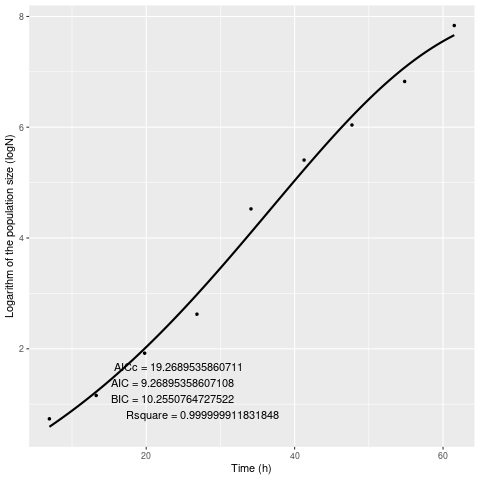 8
6
4
2
Logarithm of the population size (logN)
AICc = 19.2689535860711
AIC = 9.26895358607108
BIC = 10.2550764727522
Rsquare = 0.999999911831848
20
40
60
Time (h)